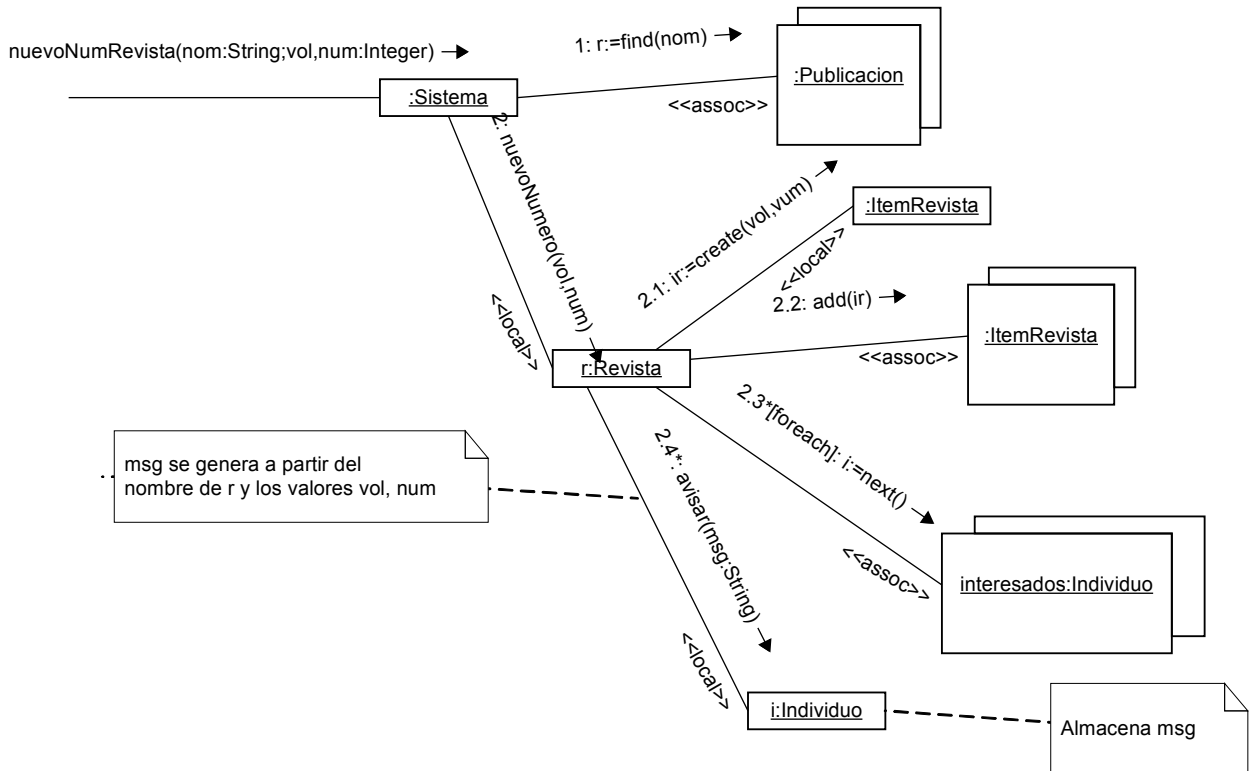 nuevoNumRevista(nom:String;vol,num:Integer)
1: r:=find(nom)
:Sistema
:Publicacion
<<assoc>>
2: nuevoNumero(vol,num)
<<local>>
2.1: ir:=create(vol,vum)
:ItemRevista
<<local>>
2.2: add(ir)
:ItemRevista
<<assoc>>
r:Revista
2.3*[foreach]: i:=next()
<<assoc>>
interesados:Individuo
msg se genera a partir del
nombre de r y los valores vol, num
2.4*: avisar(msg:String)
<<local>>
i:Individuo
Almacena msg